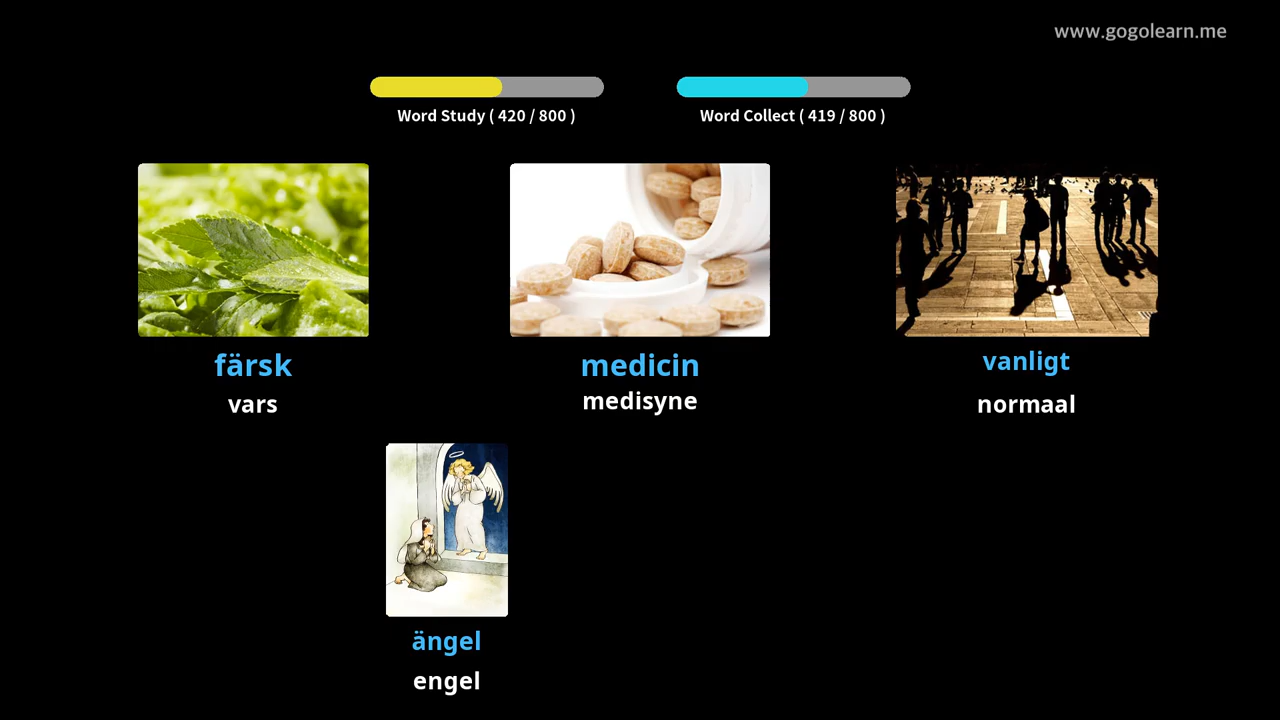 www.gogolearn.me
Word Study ( 420 / 800 )
Word Collect ( 419 / 800 )
färsk
vars
medicin
medisyne
vanligt
normaal
ängel
engel